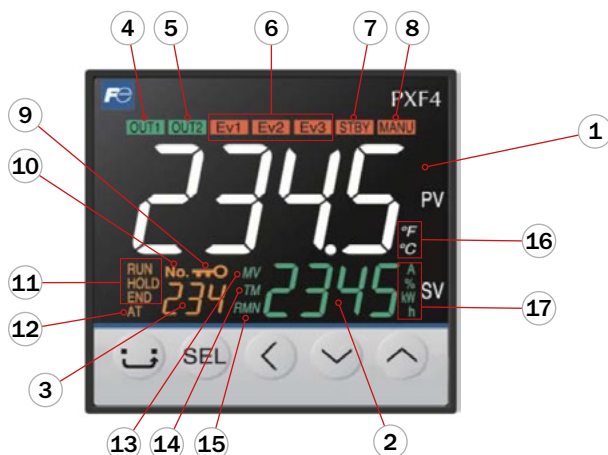 4 5 6 7 8
Fe PXF4
9 OUT1 OUT2 Ev1 Ev2 Ev3 STBY MANU
1
10 234.5 PV
°F 16
°C
11 RUN No. MV 2345 A SV
HOLD 234 TM %
END RMN kW 17
12 AT h
SEL
3 13 14 15 2